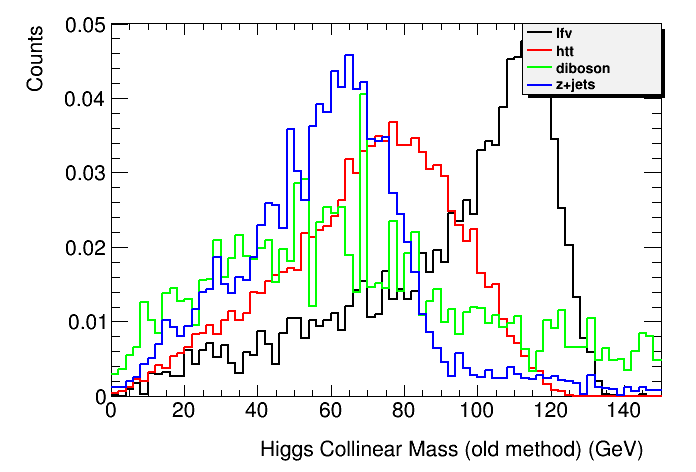 Counts
0.05
0.04
0.03
0.02
0.01
0
0 20 40 60 80 100 120 140
Higgs Collinear Mass (old method) (GeV)
lfv
htt
diboson
z+jets